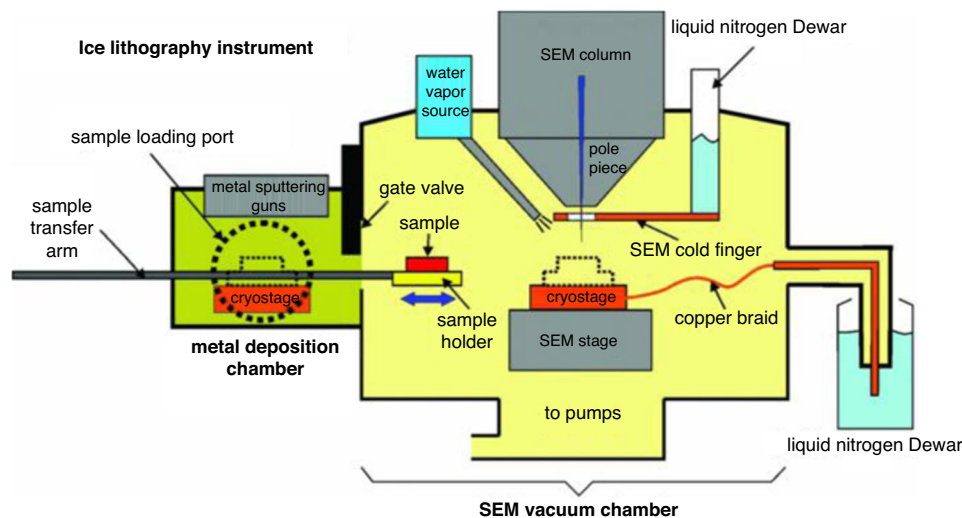 Ice lithography instrument
liquid nitrogen Dewar
water
vapor
source
SEM column
sample loading port
pole
piece
metal sputtering
guns
gate valve
sample
transfer
arm
sample
SEM cold finger
cryostage
cryostage
sample
holder
copper braid
SEM stage
metal deposition
chamber
to pumps
liquid nitrogen Dewar
SEM vacuum chamber